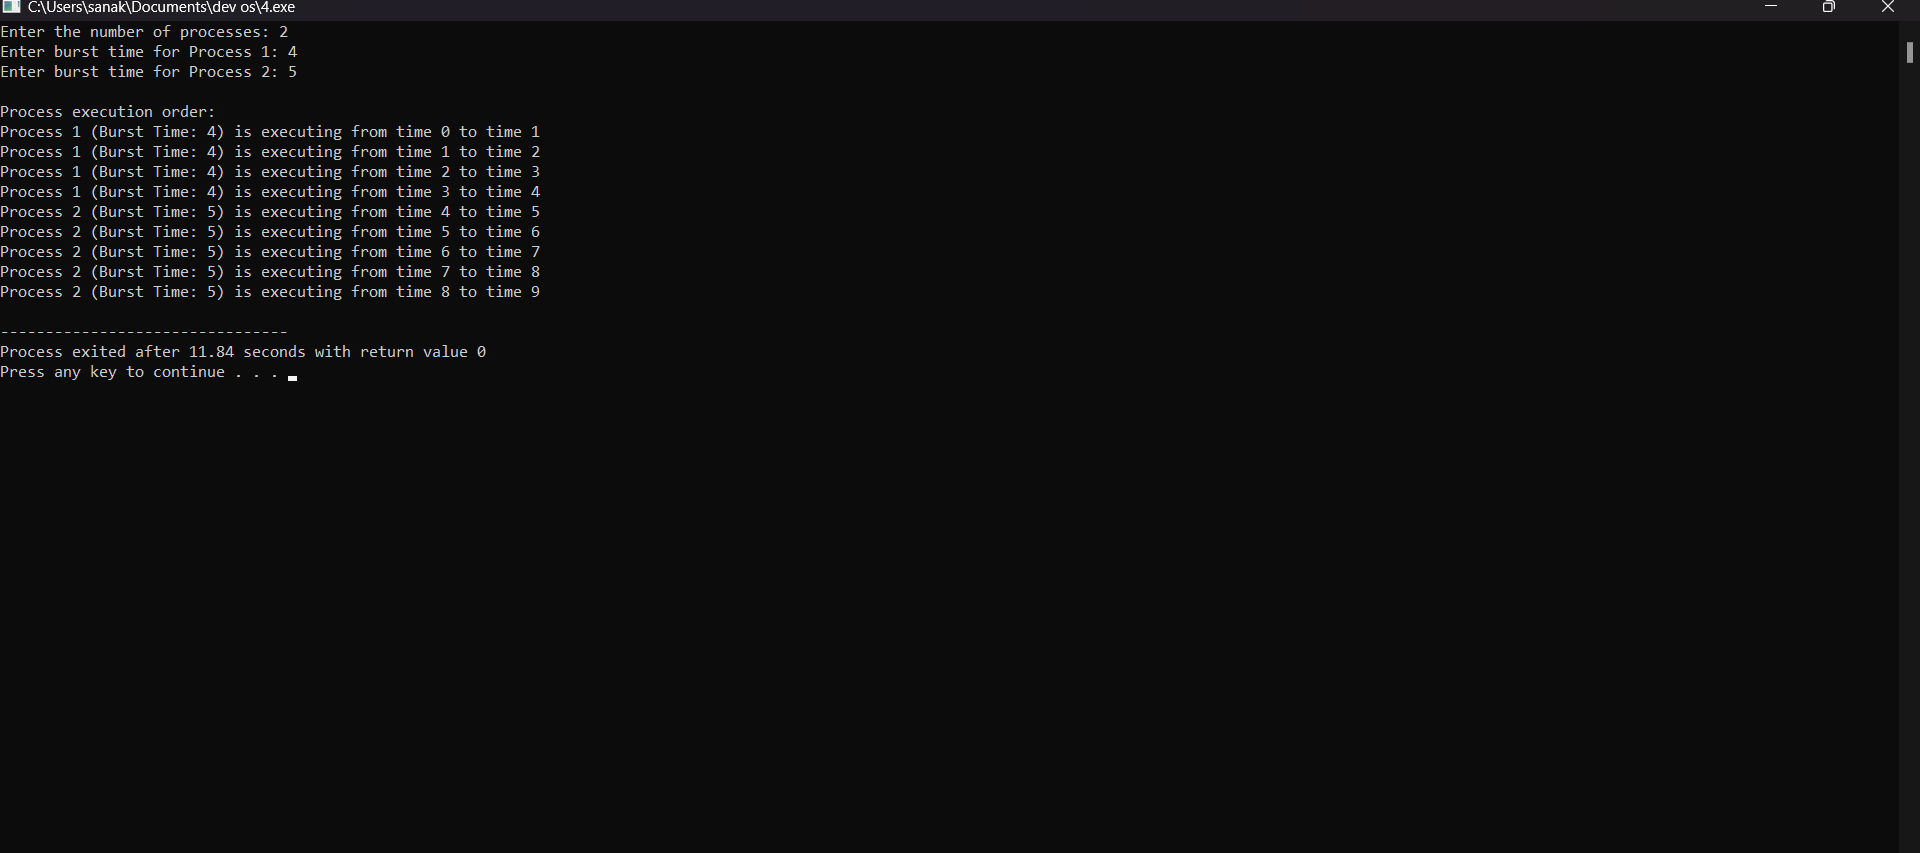 C:\Users\sanak\Documents\dev os\4.exe
Enter the number of processes: 2
Enter burst time for Process 1: 4
Enter burst time for Process 2: 5
Process execution order:
Process 1 (Burst Time: 4) is executing from time 0 to time 1
Process 1 (Burst Time: 4) is executing from time 1 to time 2
Process 1 (Burst Time: 4) is executing from time 2 to time 3
Process 1 (Burst Time: 4) is executing from time 3 to time 4
Process 2 (Burst Time: 5) is executing from time 4 to time 5
Process 2 (Burst Time: 5) is executing from time 5 to time 6
Process 2 (Burst Time: 5) is executing from time 6 to time 7
Process 2 (Burst Time: 5) is executing from time 7 to time 8
Process 2 (Burst Time: 5) is executing from time 8 to time 9
--------------------------------
Process exited after 11.84 seconds with return value 0
Press any key to continue . . .